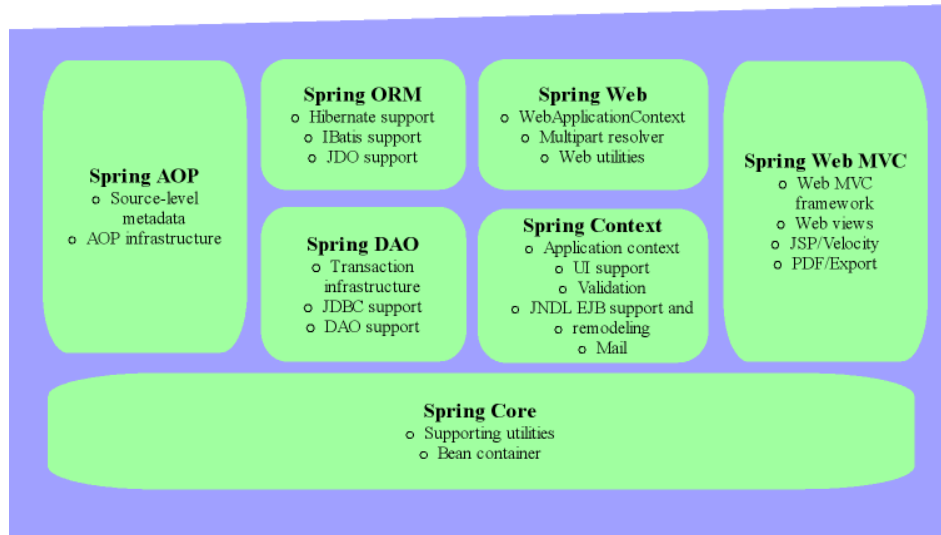 Spring AOP
o Source-level
metadata
o AOP infrastructure
Spring ORM
o Hibernate support
o IBatis support
o JDO support
Spring DAO
o Transaction
infrastructure
o JDBC support
o DAO support
Spring Web
o WebApplicationContext
o Multipart resolver
o Web utilities
Spring Context
o Application context
o UI support
o Validation
o JNDL EJB support and
o remodeling
o Mail
Spring Web MVC
o Web MVC
framework
o Web views
o JSP/Velocity
o PDF/Export
Spring Core
o Supporting utilities
o Bean container